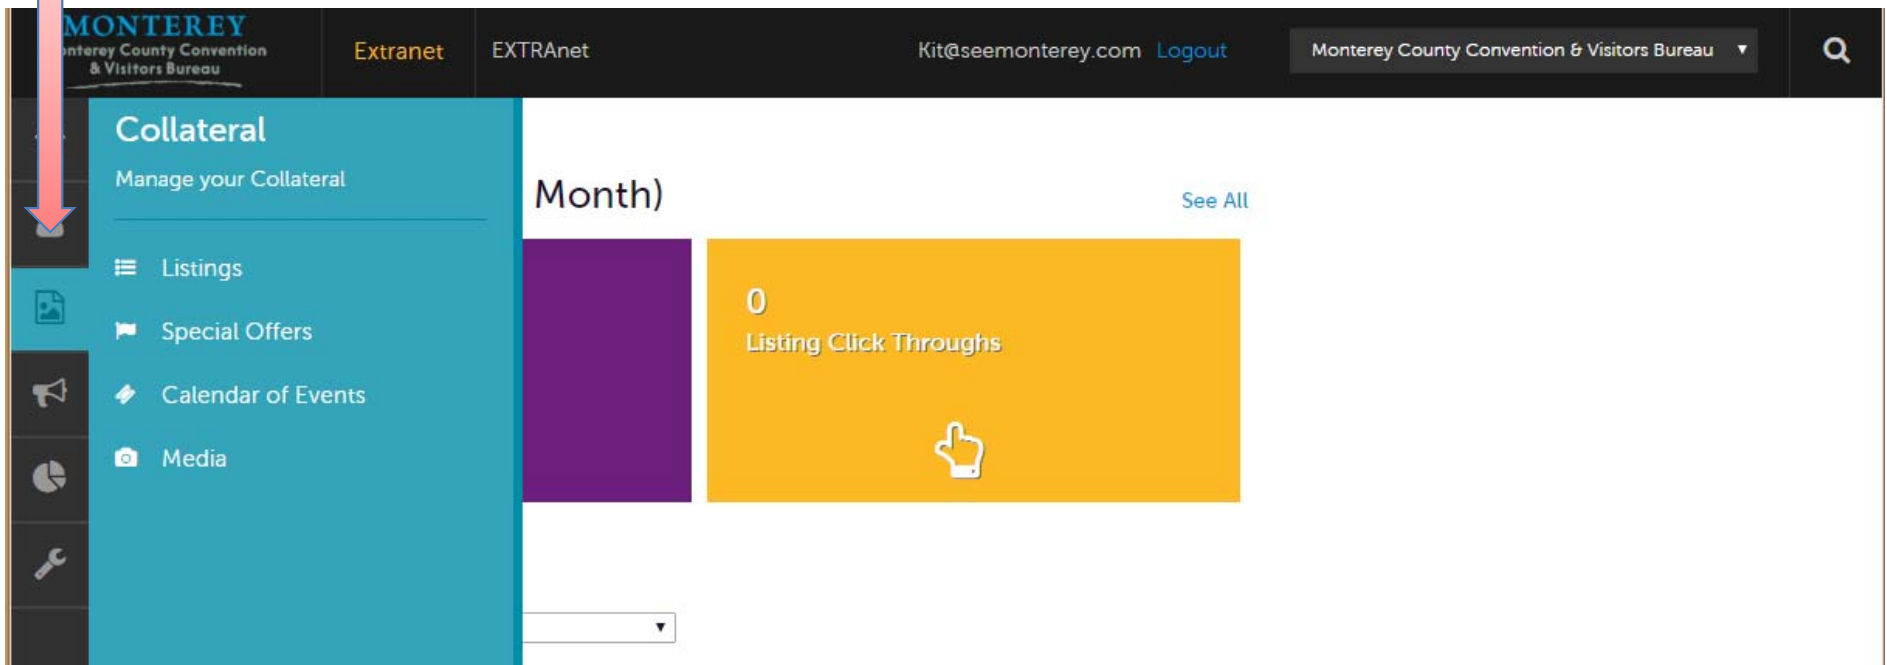 MONTEREY
onterey County Convention
& Visitors Bureau
Extranet
EXTRAnet
Kit@seemonterey.com Logout
Monterey County Convention & Visitors Bureau
Collateral
Manage your Collateral
Month)
See All
Listings
Special Offers
Calendar of Events
Media
0
Listing Click Throughs